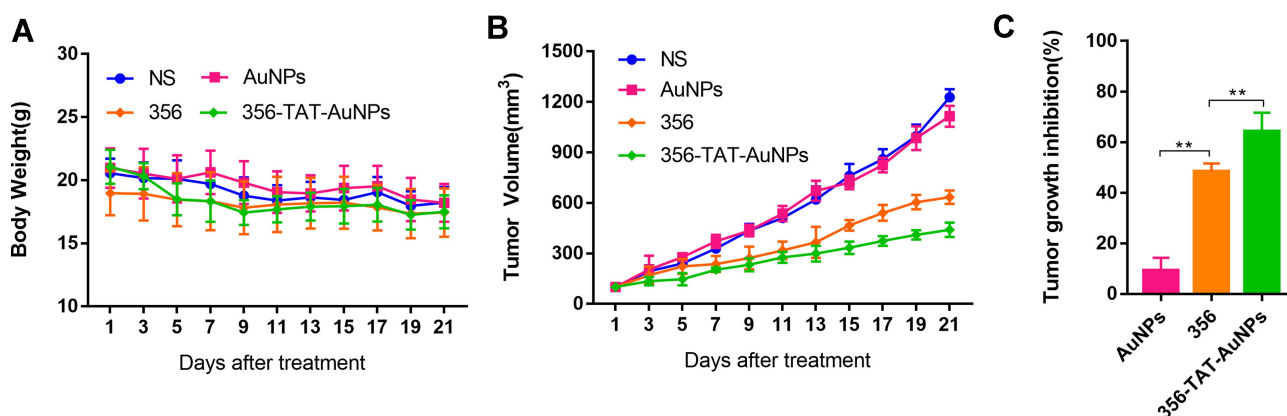 A
Body Weight(g)
30
25
20
15
10
NS
AuNPs
356
356-TAT-AuNPs
1 3 5 7 9 11 13 15 17 19 21
Days after treatment
B
Tumor Volume(mm³)
1500
1200
900
600
300
0
NS
AuNPs
356
356-TAT-AuNPs
1 3 5 7 9 11 13 15 17 19 21
Days after treatment
C
Tumor growth inhibition(%)
100
80
60
40
20
0
**
**
AuNPs
356
356-TAT-AuNPs